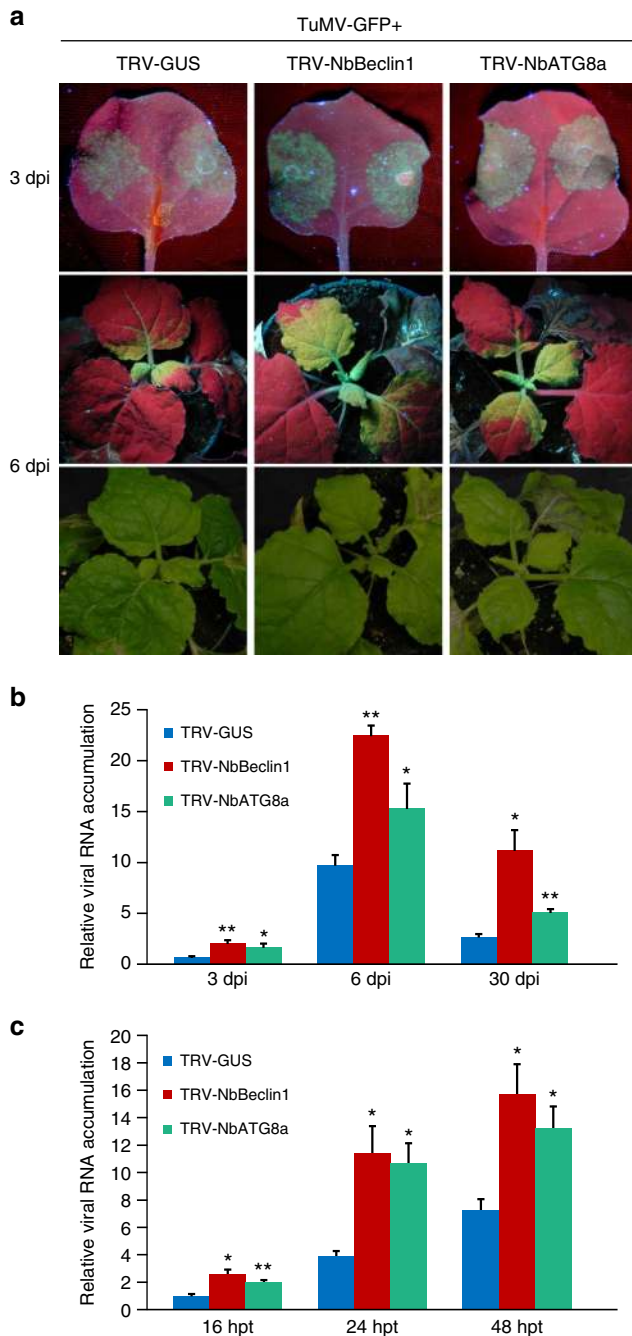 a
TuMV-GFP+
TRV-GUS TRV-NbBeclin1 TRV-NbATG8a
3 dpi
6 dpi
b
Relative viral RNA accumulation
25
20
15
10
5
0
TRV-GUS
TRV-NbBeclin1
TRV-NbATG8a
** *
** *
* **
3 dpi 6 dpi 30 dpi
c
Relative viral RNA accumulation
20
18
16
14
12
10
8
6
4
2
0
TRV-GUS
TRV-NbBeclin1
TRV-NbATG8a
* **
* *
* *
16 hpt 24 hpt 48 hpt